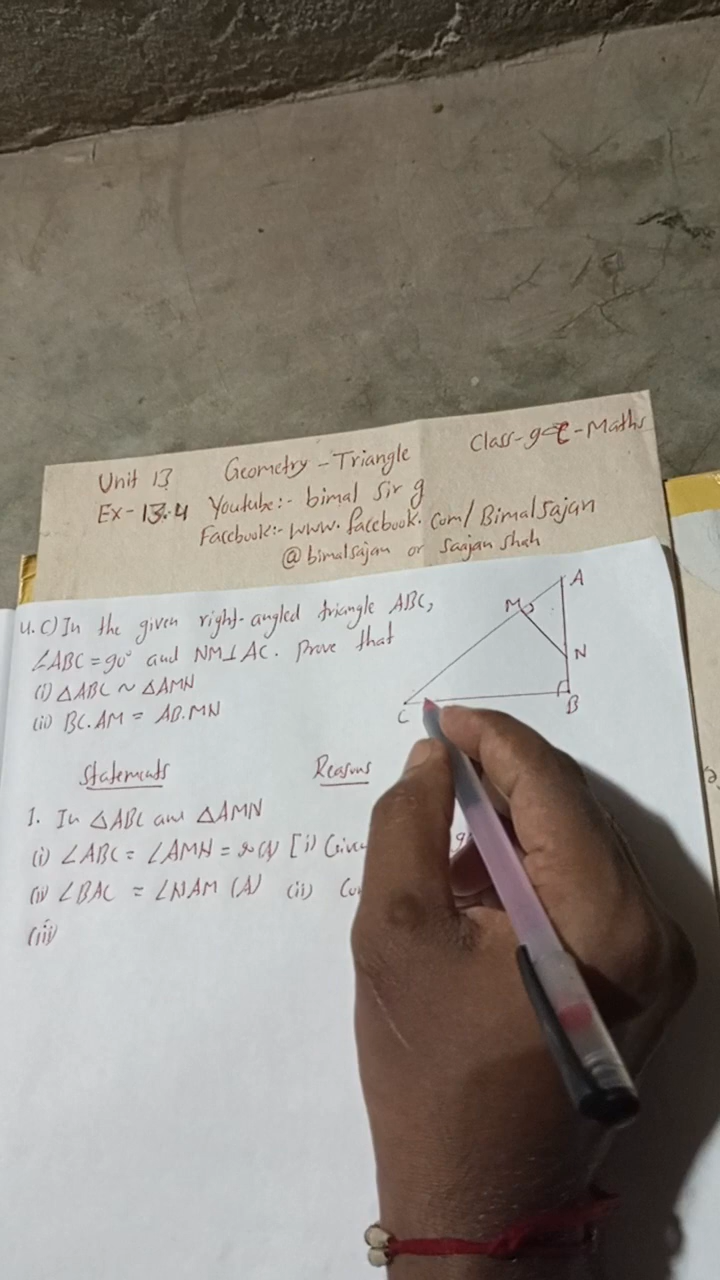 Unit 13 Geometry - Triangle Class-9 - Maths
Ex- 13.4 Youtube:- bimal sir g
Facebook:- www.facebook.com/Bimalsajan
@bimalsajan or Saajan Shah
4. c) In the given right-angled triangle ABC,
∠ABC = 90° and NM⊥AC. Prove that
(i) △ABC ~ △AMN
(ii) BC.AM = AB.MN
A
M
N
B
C
Statements Reasons
1. In △ABC and △AMN
(i) ∠ABC = ∠AMN = 90 (A) [i) Given
(ii) ∠BAC = ∠NAM (A) (ii)
(iii)